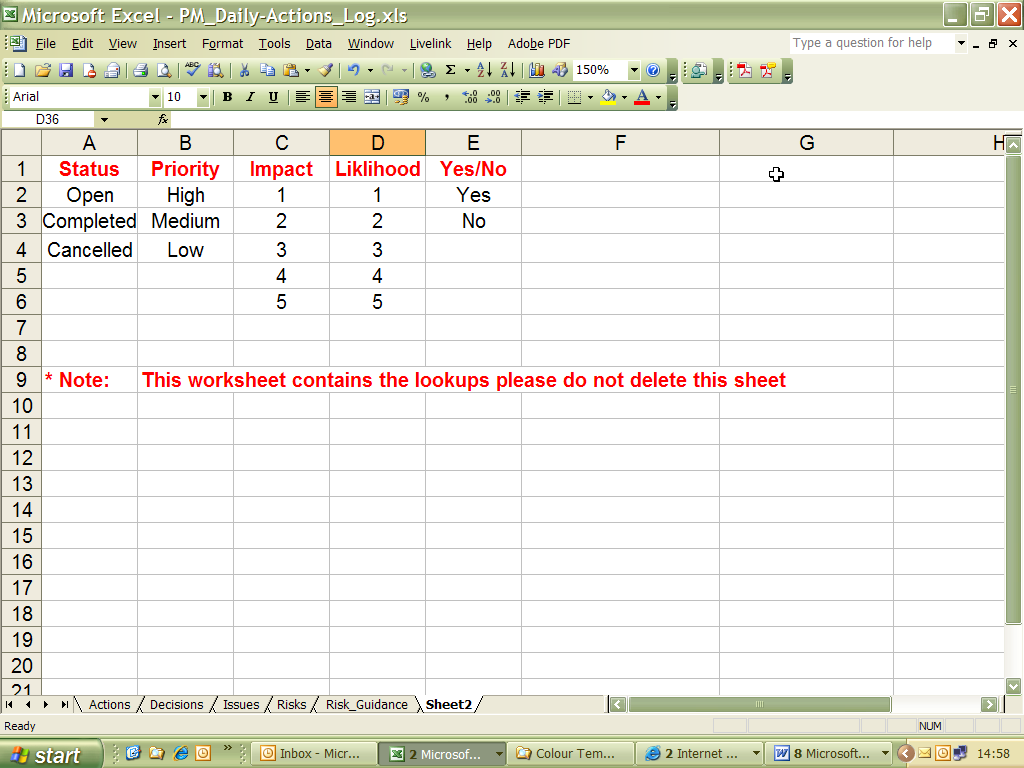 Microsoft Excel - PM_Daily-Actions_Log.xls
File Edit View Insert Format Tools Data Window Livelink Help Adobe PDF Type a question for help
ABC Σ A Z Z A 150%
Arial 10 B I U % ,
D36 fx
A B C D E F G H
1 Status Priority Impact Liklihood Yes/No
2 Open High 1 1 Yes
3 Completed Medium 2 2 No
4 Cancelled Low 3 3
5 4 4
6 5 5
7
8
9 * Note: This worksheet contains the lookups please do not delete this sheet
10
11
12
13
14
15
16
17
18
19
20
21
Actions Decisions Issues Risks Risk_Guidance Sheet2
Ready NUM
start » Inbox - Micr... 2 Microsof... Colour Tem... 2 Internet ... 8 Microsoft... 14:58